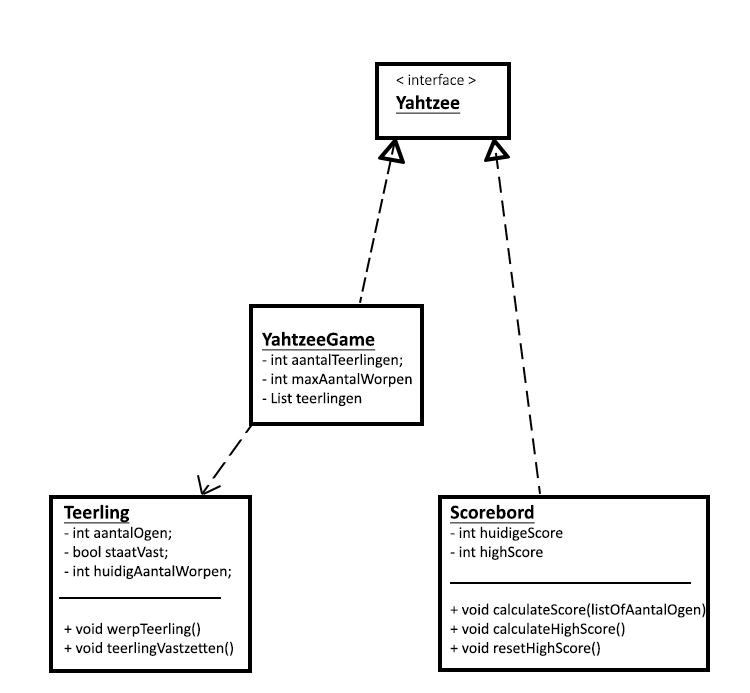 < interface >
Yahtzee
YahtzeeGame
- int aantalTeerlingen;
- int maxAantalWorpen
- List teerlingen
Teerling
- int aantalOgen;
- bool staatVast;
- int huidigAantalWorpen;
+ void werpTeerling()
+ void teerlingVastzetten()
Scorebord
- int huidigeScore
- int highScore
+ void calculateScore(listOfAantalOgen)
+ void calculateHighScore()
+ void resetHighScore()